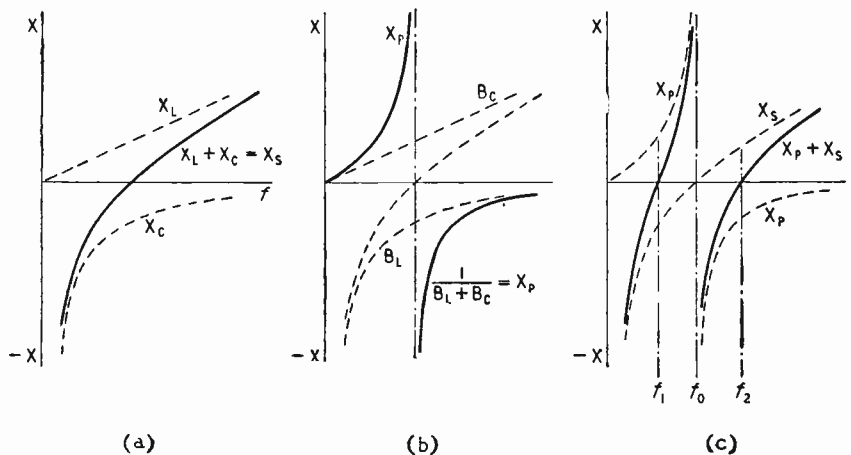 X
X_L
X_L + X_C = X_S
f
X_C
- X
(a)
X
X_P
B_C
B_L
1 / (B_L + B_C) = X_P
- X
(b)
X
X_P
X_S
X_P + X_S
X_P
- X
f_1
f_0
f_2
(c)